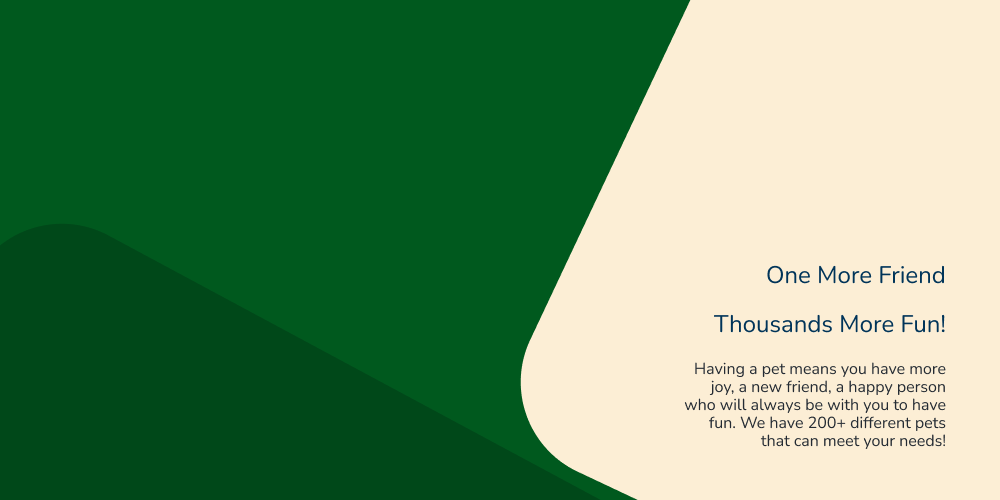 One More Friend
Thousands More Fun!
Having a pet means you have more
joy, a new friend, a happy person
who will always be with you to have
fun. We have 200+ different pets
that can meet your needs!